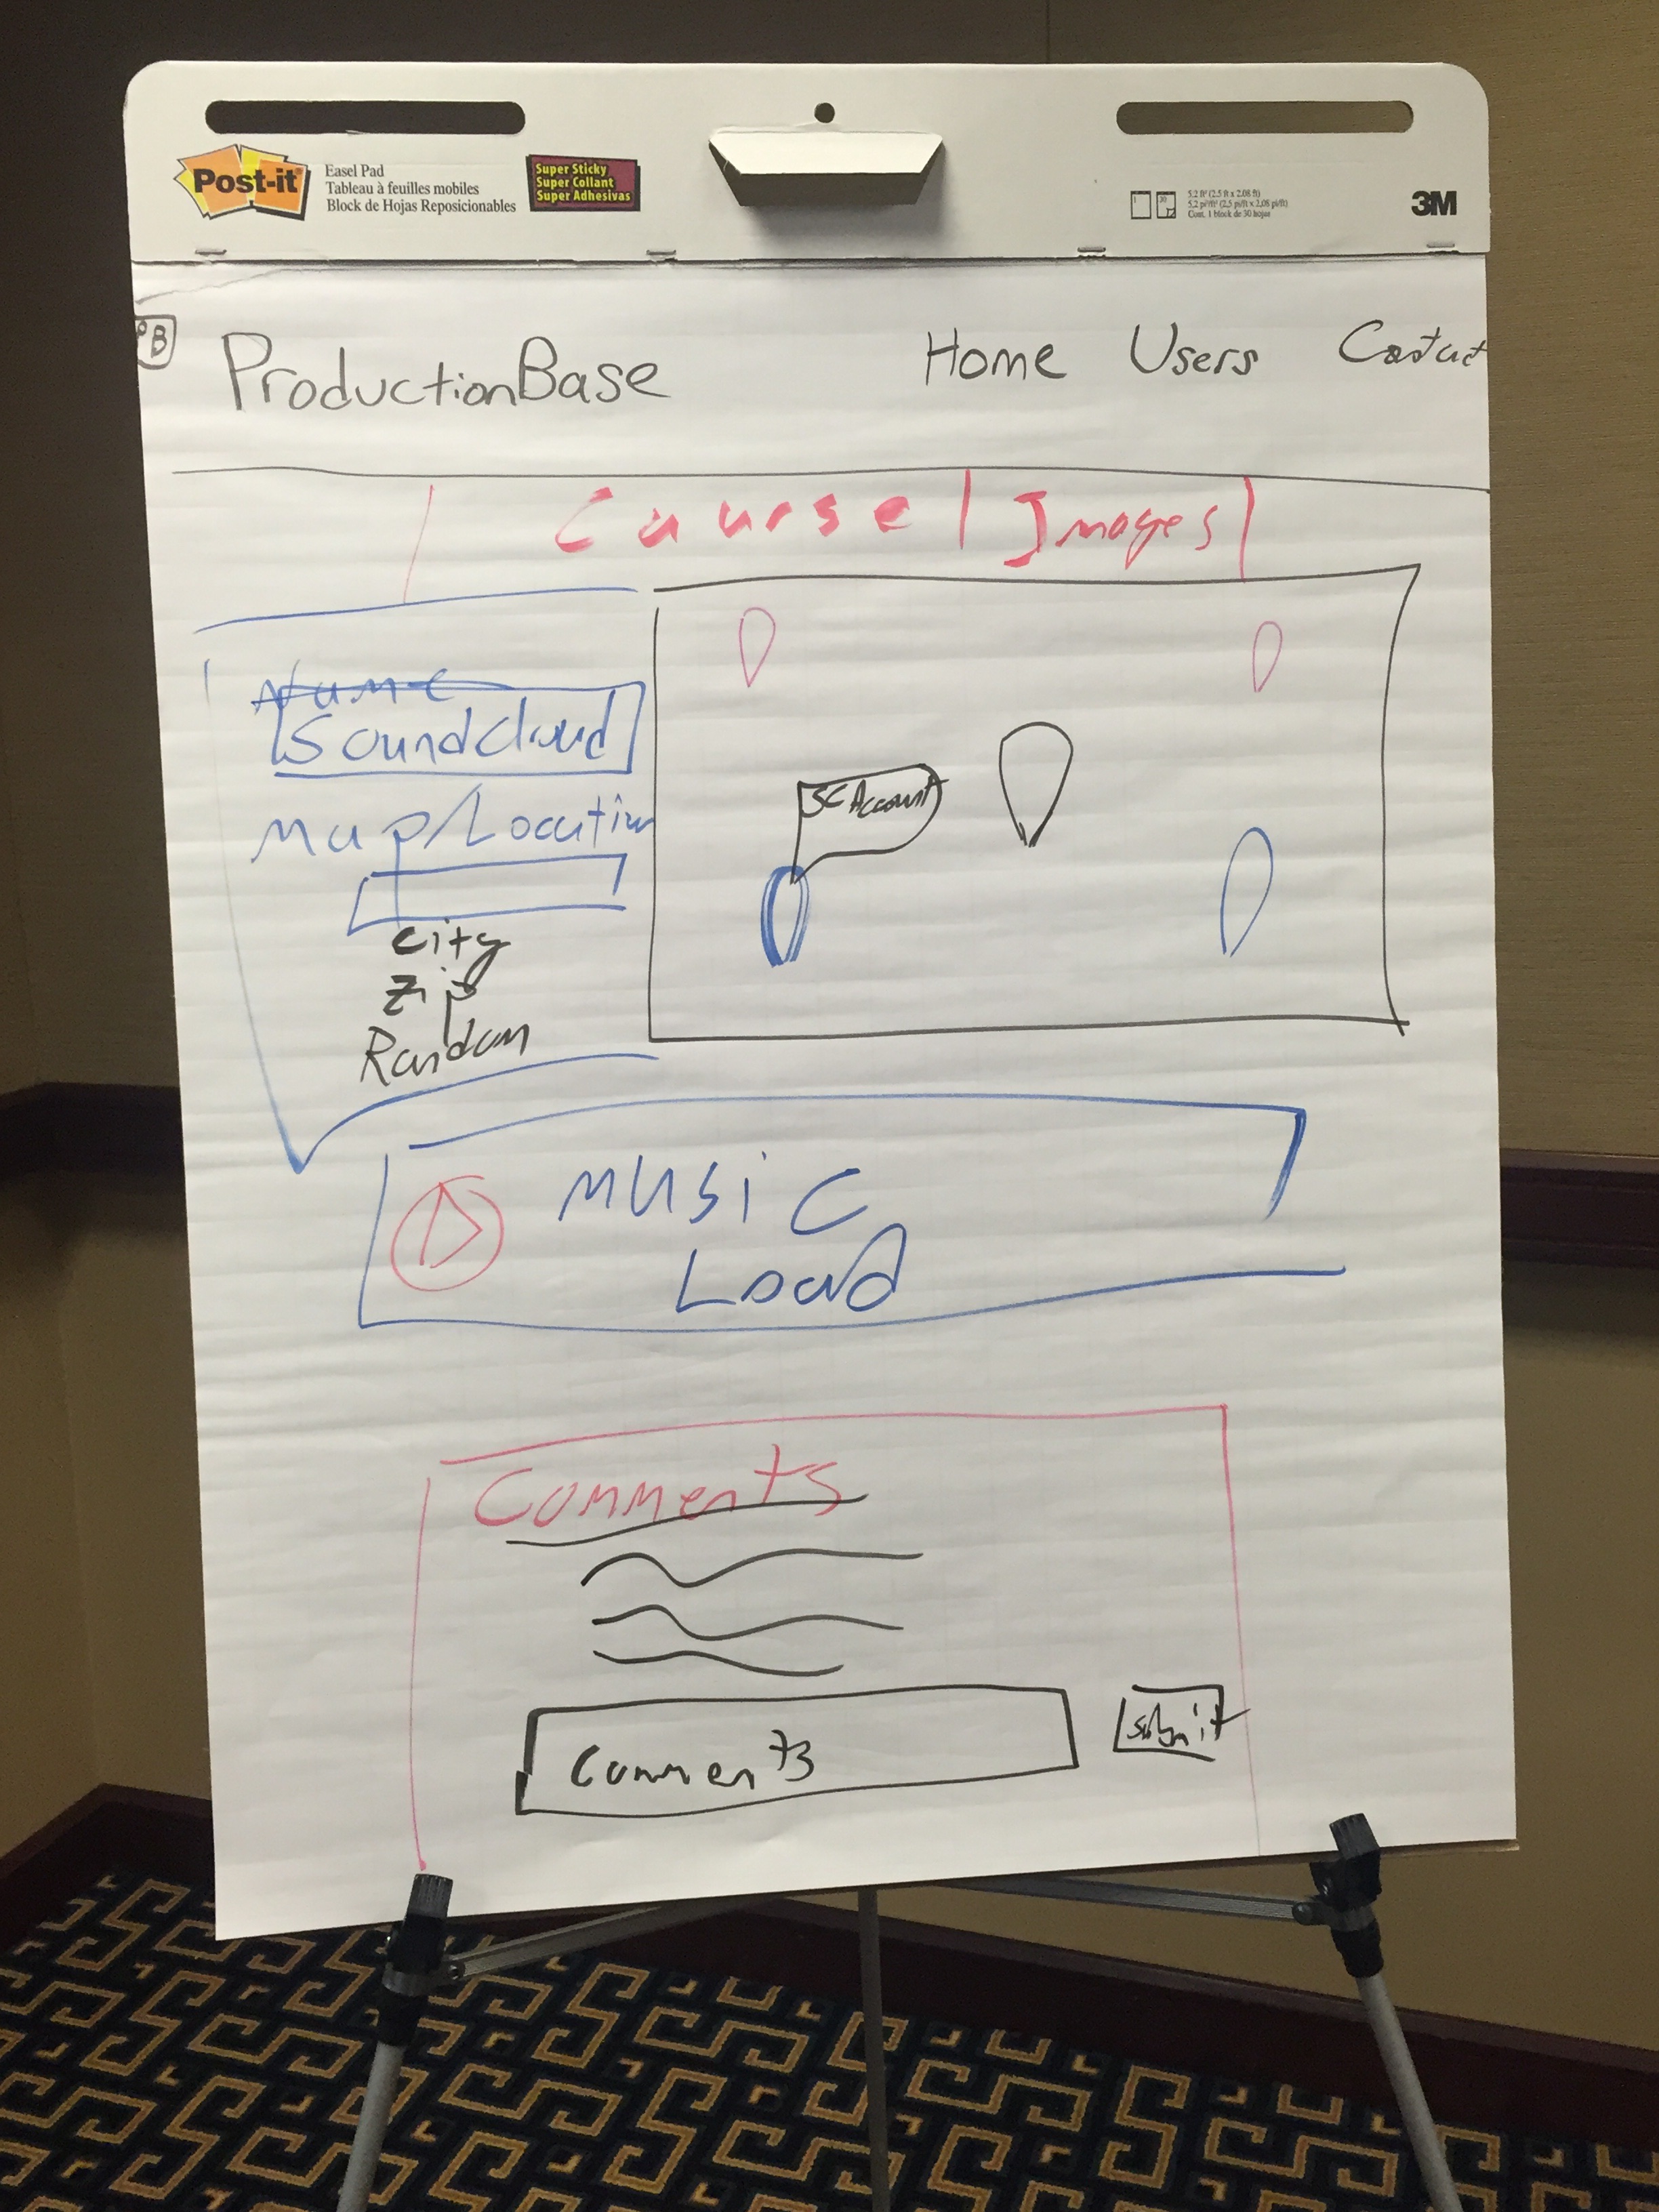 Post-it
Easel Pad
Tableau à feuilles mobiles
Block de Hojas Reposicionables
Super Sticky
Super Collant
Super Adhesivas
5.2 ft² (2.5 ft x 2.08 ft)
5,2 pi²/ft² (2,5 pi/ft x 2,08 pi/ft)
Cont. 1 block de 30 hojas
3M
PB
ProductionBase
Home Users Contact
Caurse | Images |
Name
SoundCloud
Map/Location
City
Zip
Random
SC Account
Music
Load
Comments
Comments
Submit